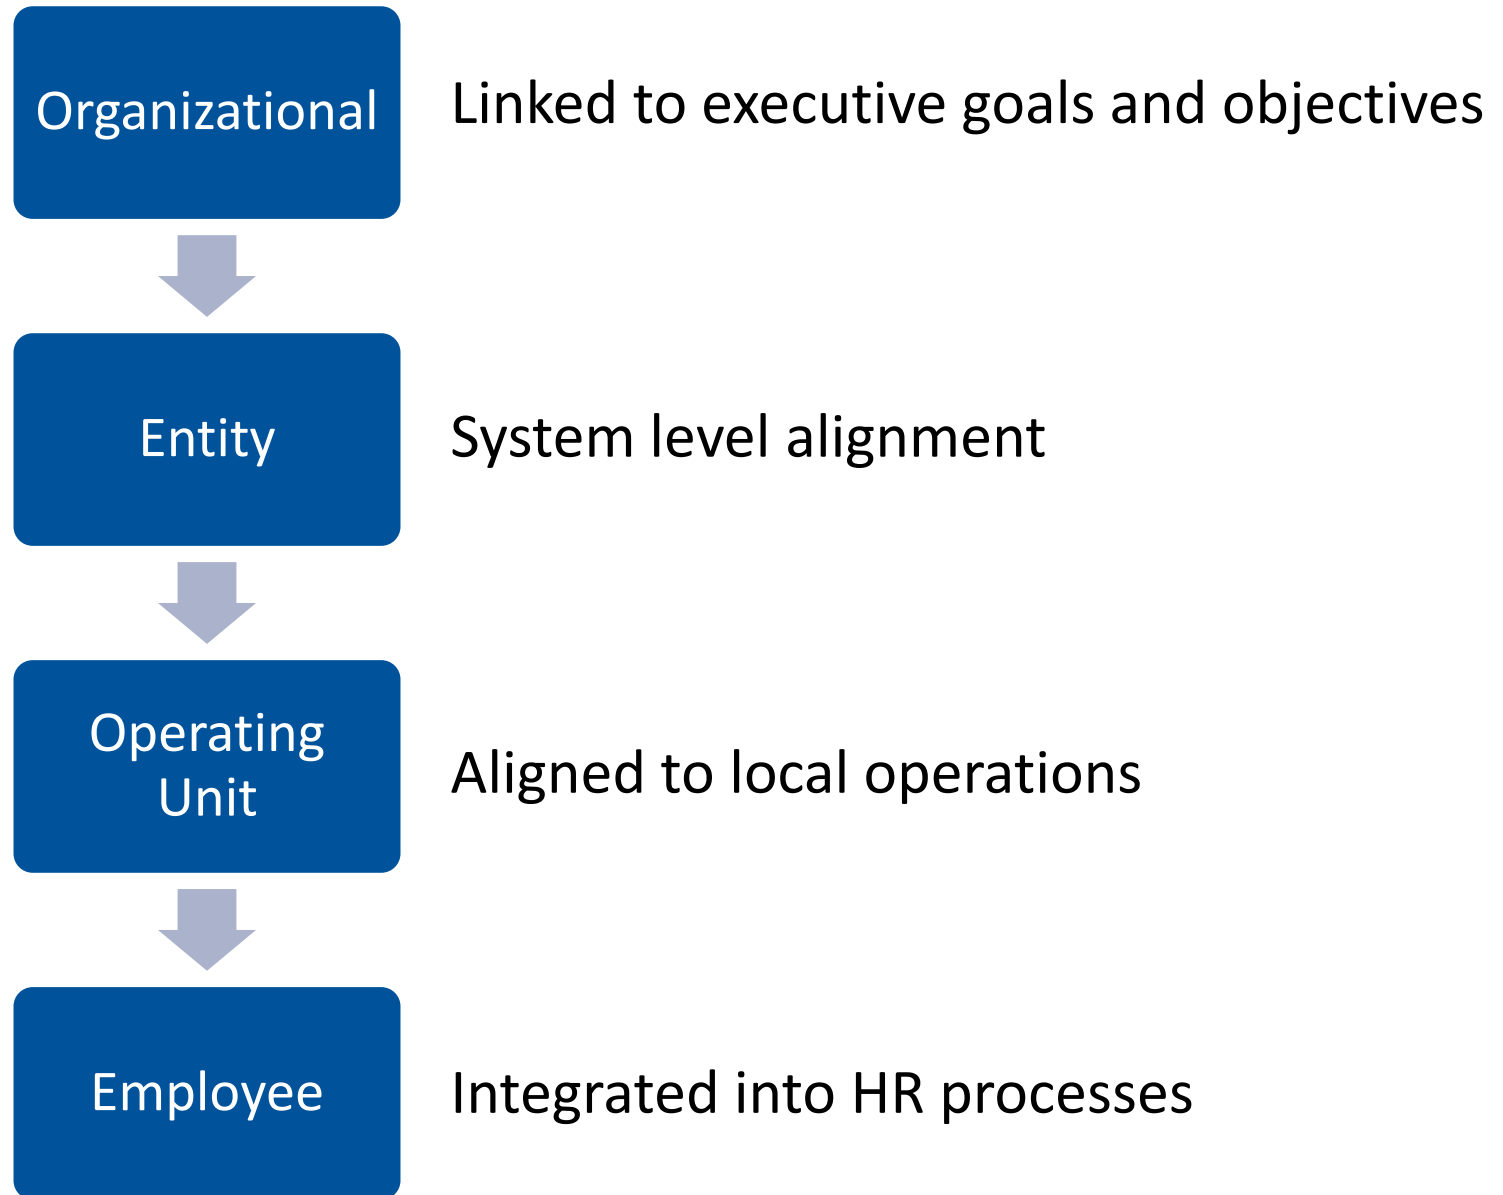 Organizational
Linked to executive goals and objectives
Entity
System level alignment
Operating
Unit
Aligned to local operations
Employee
Integrated into HR processes